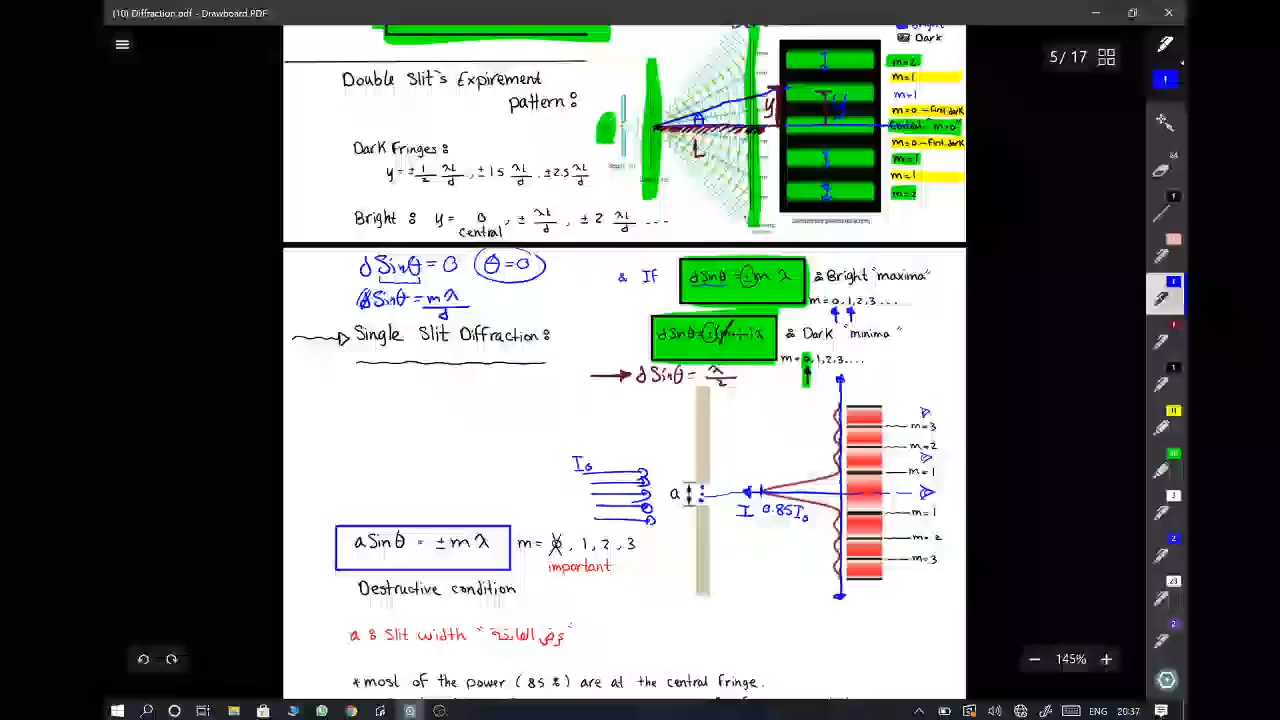 (10) Diffraction.pdf - Drawboard PDF
5 / 17
Bright
Dark
Double Slit's Expirement
pattern :
Dark Fringes :
y = ± 1/2 λL/d , ± 1.5 λL/d , ± 2.5 λL/d
Bright : y = 0 , ± λL/d , ± 2 λL/d ....
central
θ
L
y
y
I
I
I
m=2
m=1
m=1
m=0 - First dark
Central "m=0"
m=0 - First dark
m=1
m=1
m=2
d Sinθ = 0 θ=0
d Sinθ = mλ/d
& IF d Sinθ = ± m λ : Bright "maxima"
m = 0, 1, 2, 3 ...
: Dark "minima"
m = 0, 1, 2, 3, ....
d Sinθ = λ/2
Single Slit Diffraction :
I₀
a
I 0.85I₀
m=3
m=2
m=1
m=1
m=2
m=3
a Sin θ = ± m λ m = 0, 1, 2, 3
important
Destructive condition
a : Slit width "عرض الفتحة"
* most of the power ( 85 % ) are at the central fringe.
145%
ENG 20:37